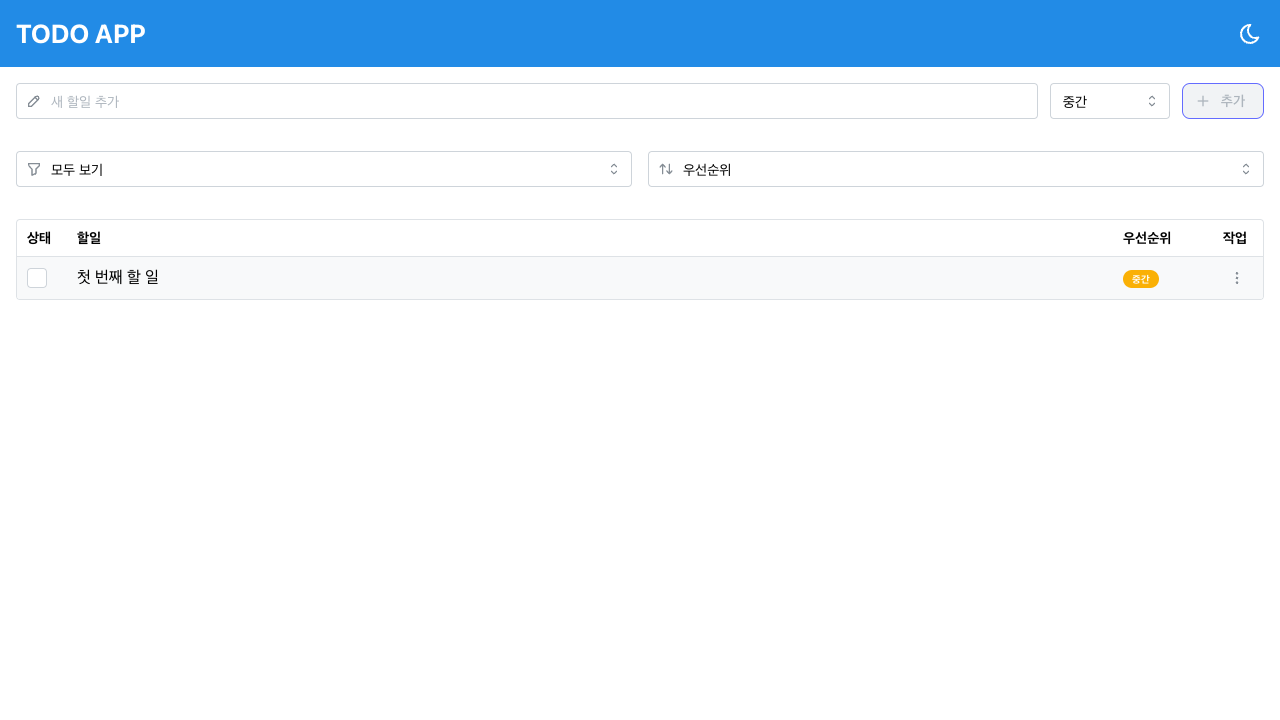 TODO APP
새 할일 추가
중간
추가
모두 보기
우선순위
상태 할일 우선순위 작업
첫 번째 할 일 중간